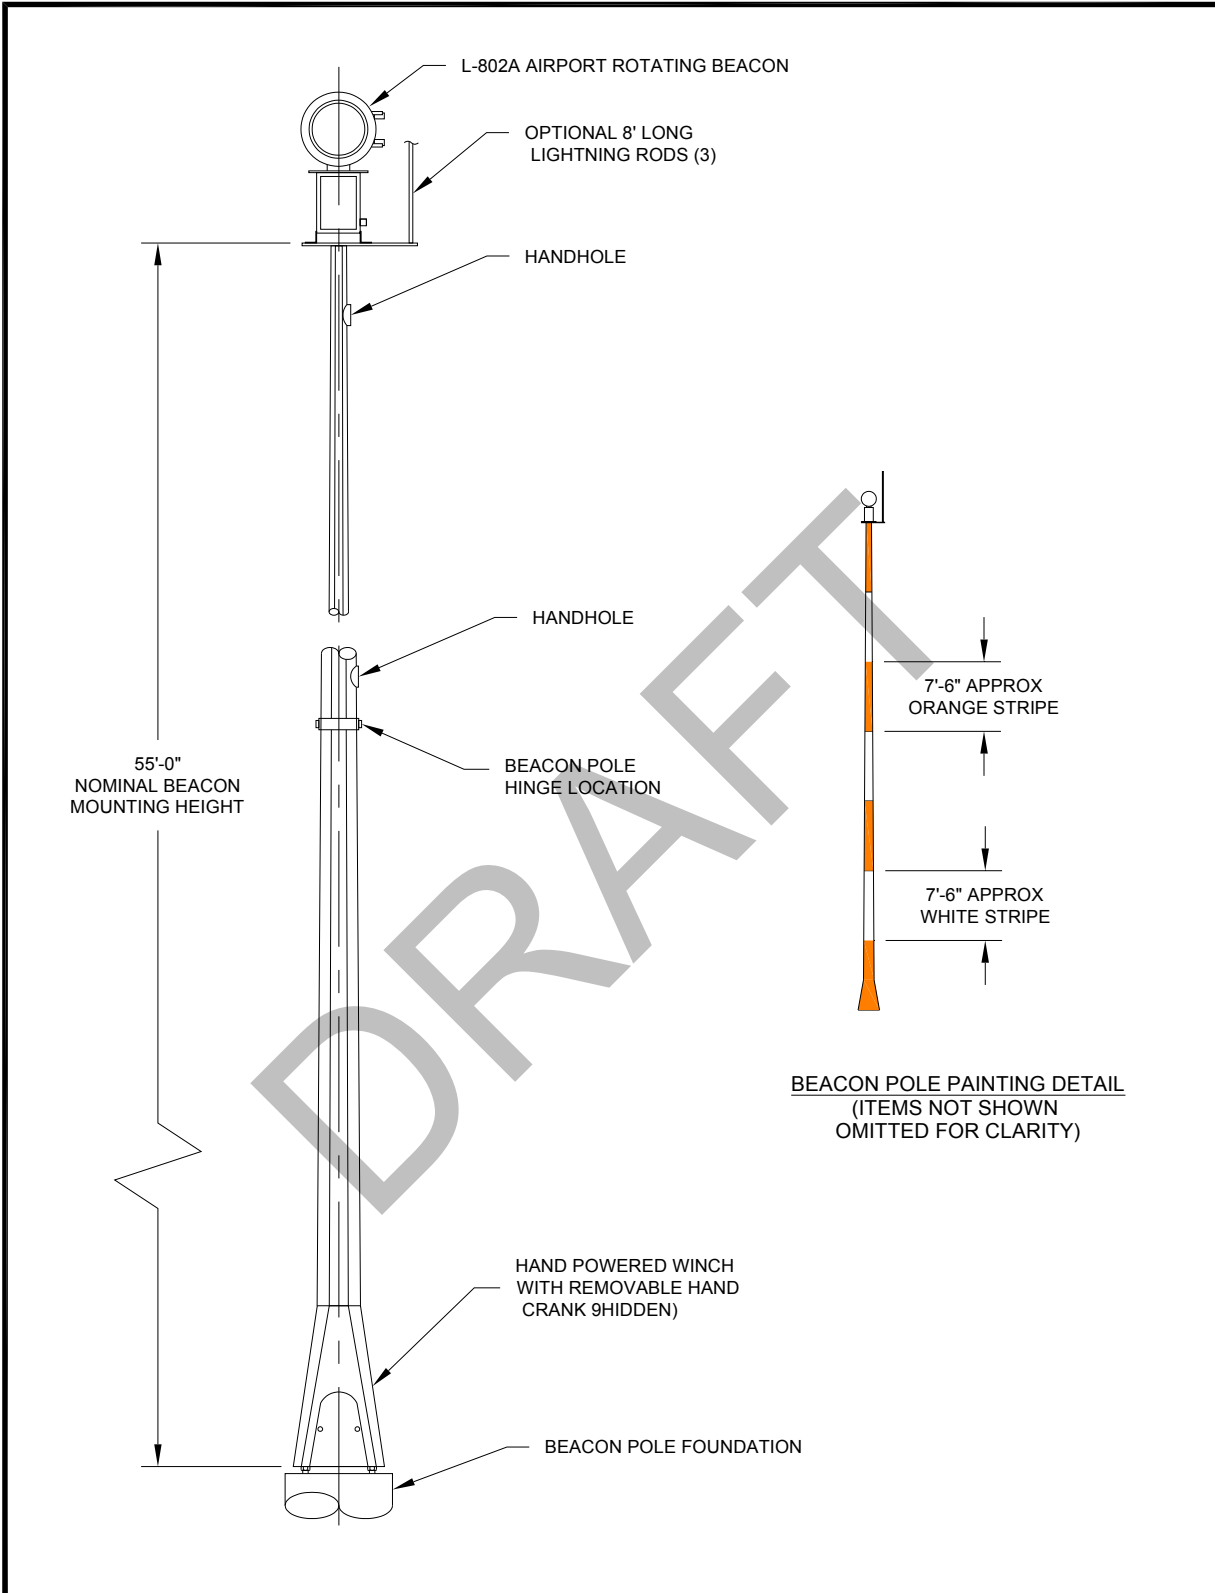 L-802A AIRPORT ROTATING BEACON
OPTIONAL 8' LONG
LIGHTNING RODS (3)
HANDHOLE
HANDHOLE
7'-6" APPROX
ORANGE STRIPE
55'-0"
NOMINAL BEACON
MOUNTING HEIGHT
BEACON POLE
HINGE LOCATION
7'-6" APPROX
WHITE STRIPE
BEACON POLE PAINTING DETAIL
(ITEMS NOT SHOWN
OMITTED FOR CLARITY)
HAND POWERED WINCH
WITH REMOVABLE HAND
CRANK 9HIDDEN)
BEACON POLE FOUNDATION
DRAFT